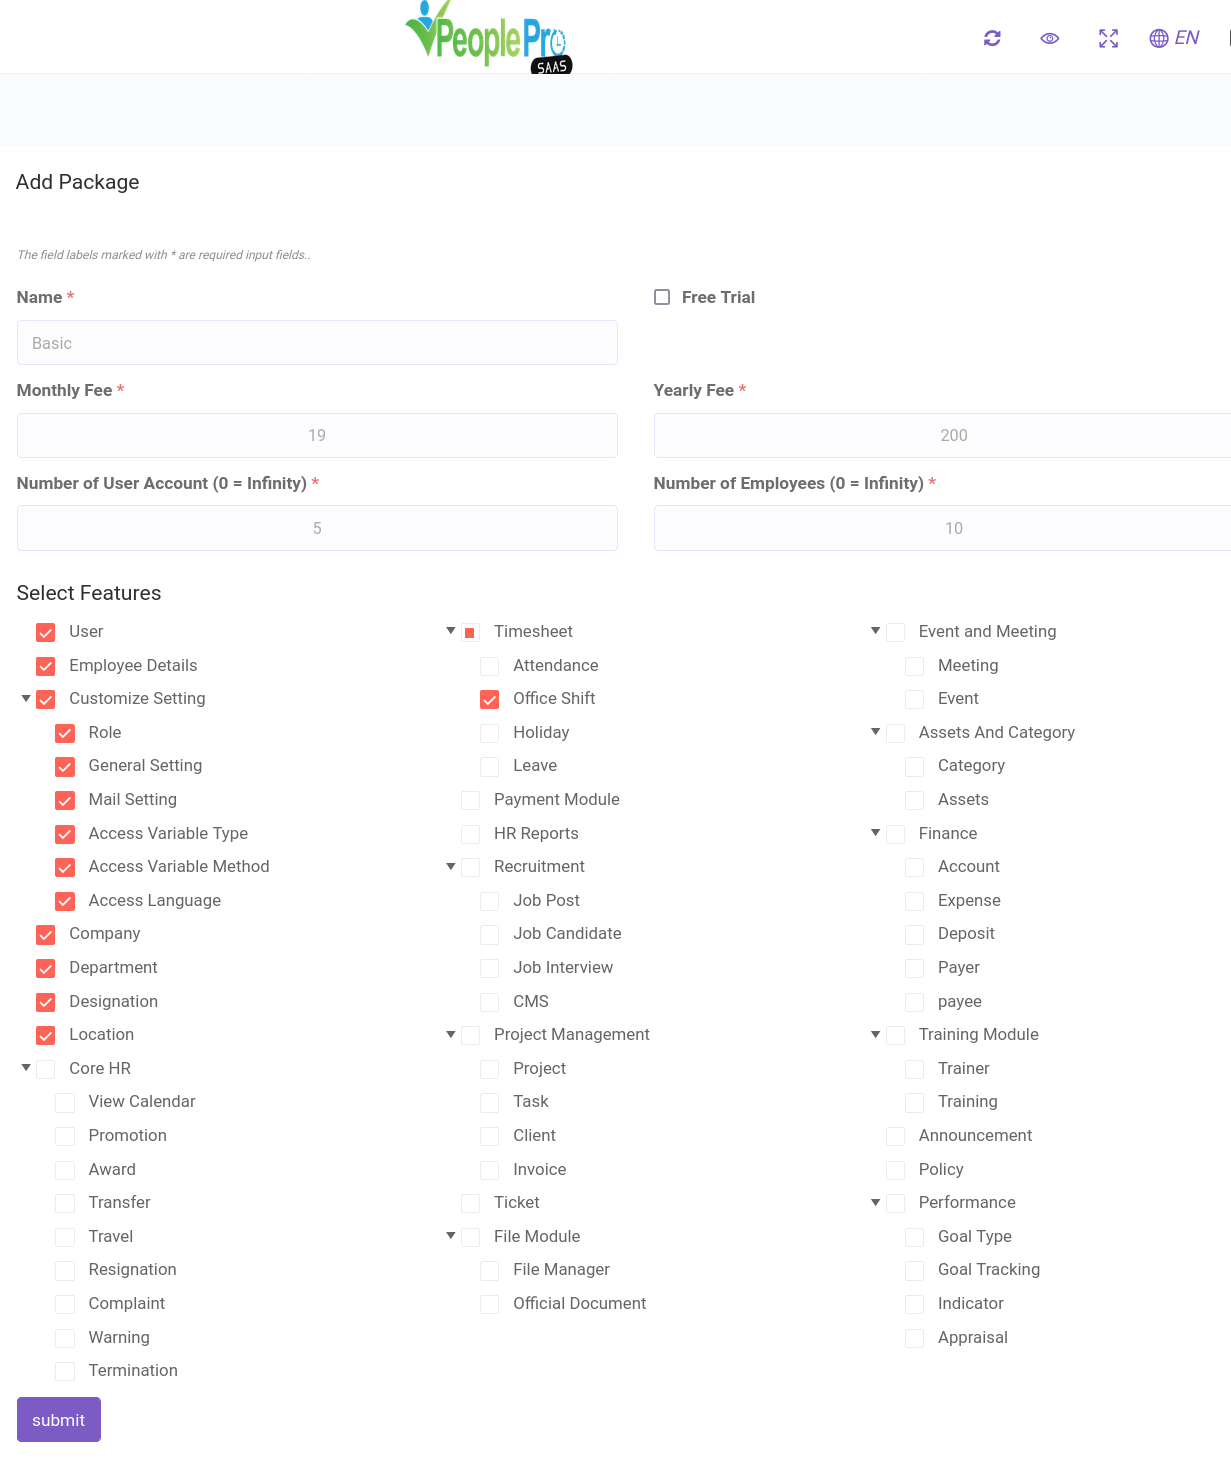 PeoplePro
SAAS
EN
Add Package
The field labels marked with * are required input fields..
Name *
Free Trial
Basic
Monthly Fee *
Yearly Fee *
19
200
Number of User Account (0 = Infinity) *
Number of Employees (0 = Infinity) *
5
10
Select Features
User
Employee Details
Customize Setting
Role
General Setting
Mail Setting
Access Variable Type
Access Variable Method
Access Language
Company
Department
Designation
Location
Core HR
View Calendar
Promotion
Award
Transfer
Travel
Resignation
Complaint
Warning
Termination
Timesheet
Attendance
Office Shift
Holiday
Leave
Payment Module
HR Reports
Recruitment
Job Post
Job Candidate
Job Interview
CMS
Project Management
Project
Task
Client
Invoice
Ticket
File Module
File Manager
Official Document
Event and Meeting
Meeting
Event
Assets And Category
Category
Assets
Finance
Account
Expense
Deposit
Payer
payee
Training Module
Trainer
Training
Announcement
Policy
Performance
Goal Type
Goal Tracking
Indicator
Appraisal
submit